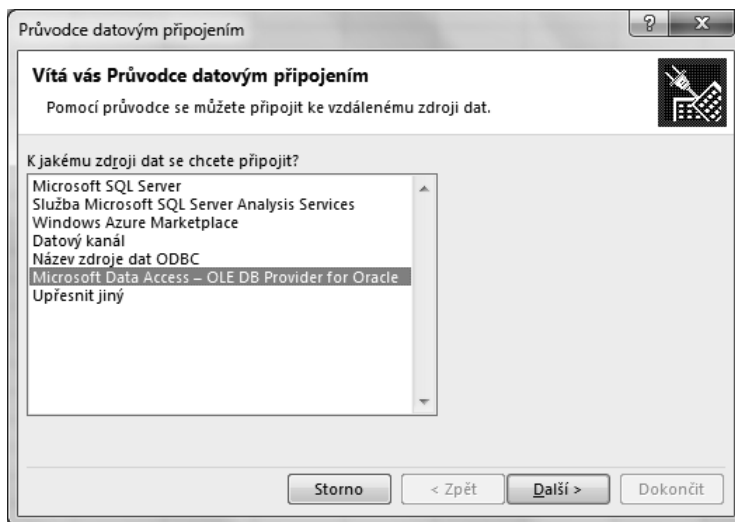 Průvodce datovým připojením
Vítá vás Průvodce datovým připojením
Pomocí průvodce se můžete připojit ke vzdálenému zdroji dat.
K jakému zdroji dat se chcete připojit?
Microsoft SQL Server
Služba Microsoft SQL Server Analysis Services
Windows Azure Marketplace
Datový kanál
Název zdroje dat ODBC
Microsoft Data Access – OLE DB Provider for Oracle
Upřesnit jiný
Storno < Zpět Další > Dokončit